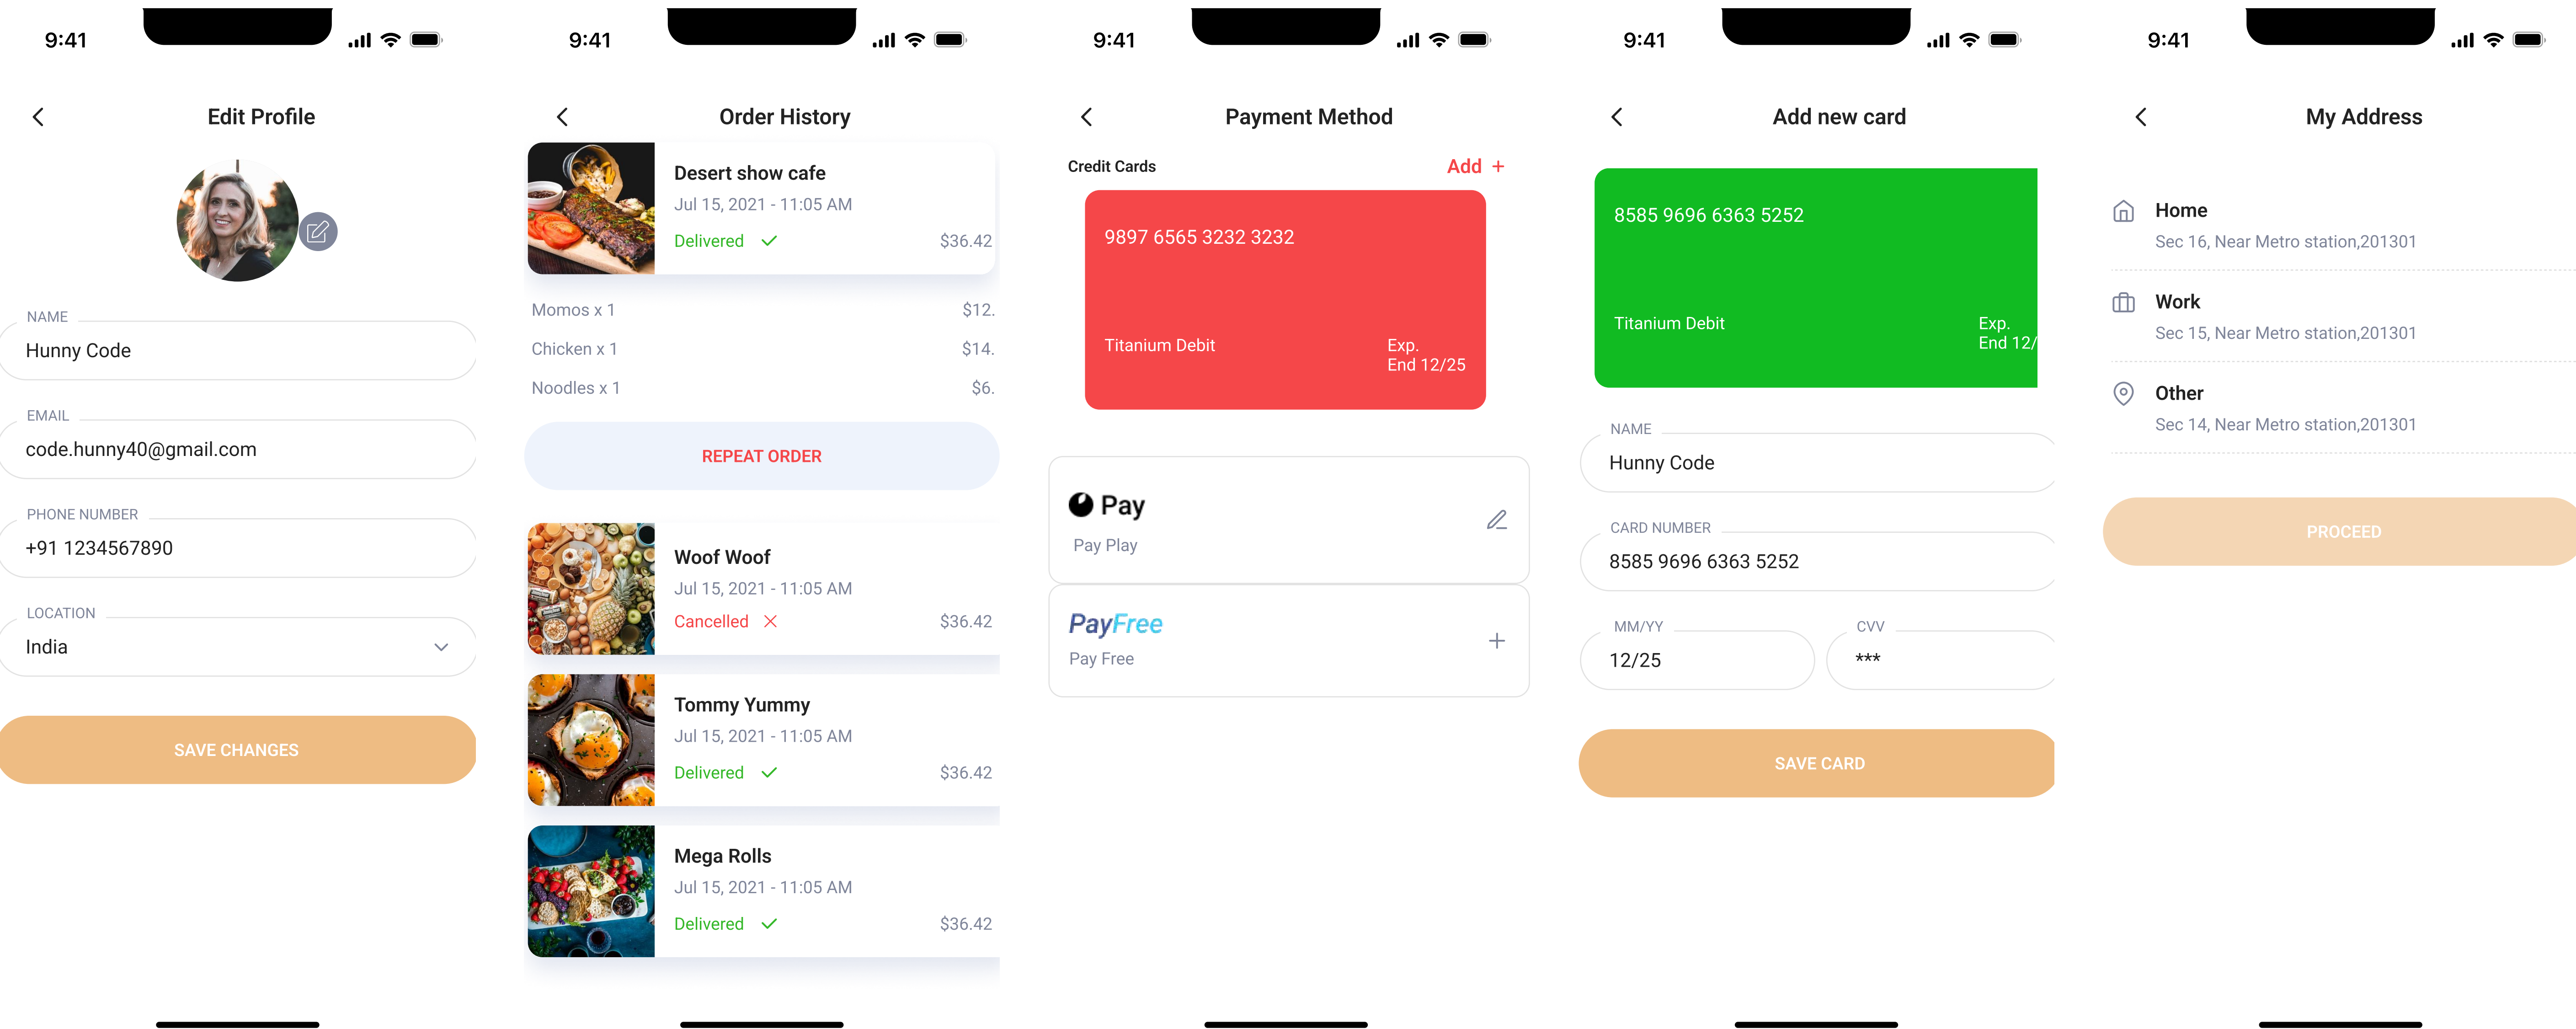 9:41
Edit Profile
NAME
Hunny Code
EMAIL
code.hunny40@gmail.com
PHONE NUMBER
+91 1234567890
LOCATION
India
SAVE CHANGES
9:41
Order History
Desert show cafe
Jul 15, 2021 - 11:05 AM
Delivered
$36.42
Momos x 1
$12.
Chicken x 1
$14.
Noodles x 1
$6.
REPEAT ORDER
Woof Woof
Jul 15, 2021 - 11:05 AM
Cancelled
$36.42
Tommy Yummy
Jul 15, 2021 - 11:05 AM
Delivered
$36.42
Mega Rolls
Jul 15, 2021 - 11:05 AM
Delivered
$36.42
9:41
Payment Method
Credit Cards
Add +
9897 6565 3232 3232
Titanium Debit
Exp.
End 12/25
Pay
Pay Play
PayFree
Pay Free
9:41
Add new card
8585 9696 6363 5252
Titanium Debit
Exp.
End 12/
NAME
Hunny Code
CARD NUMBER
8585 9696 6363 5252
MM/YY
12/25
CVV
***
SAVE CARD
9:41
My Address
Home
Sec 16, Near Metro station,201301
Work
Sec 15, Near Metro station,201301
Other
Sec 14, Near Metro station,201301
PROCEED